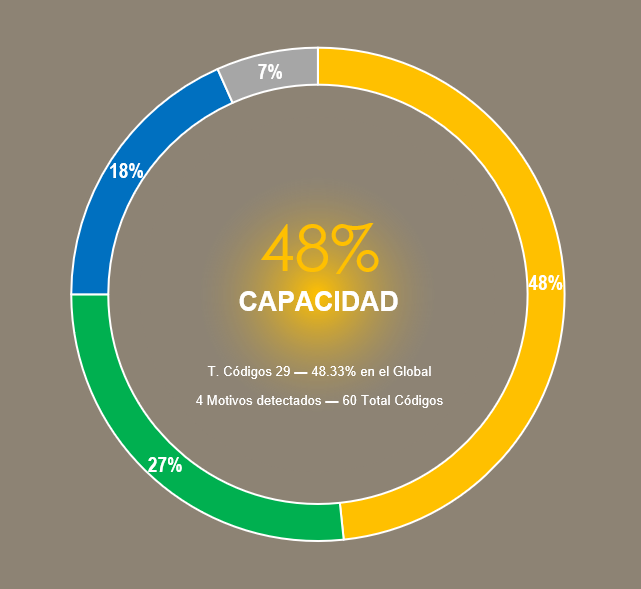 7%
18%
48%
48%
CAPACIDAD
T. Códigos 29 — 48.33% en el Global
4 Motivos detectados — 60 Total Códigos
27%